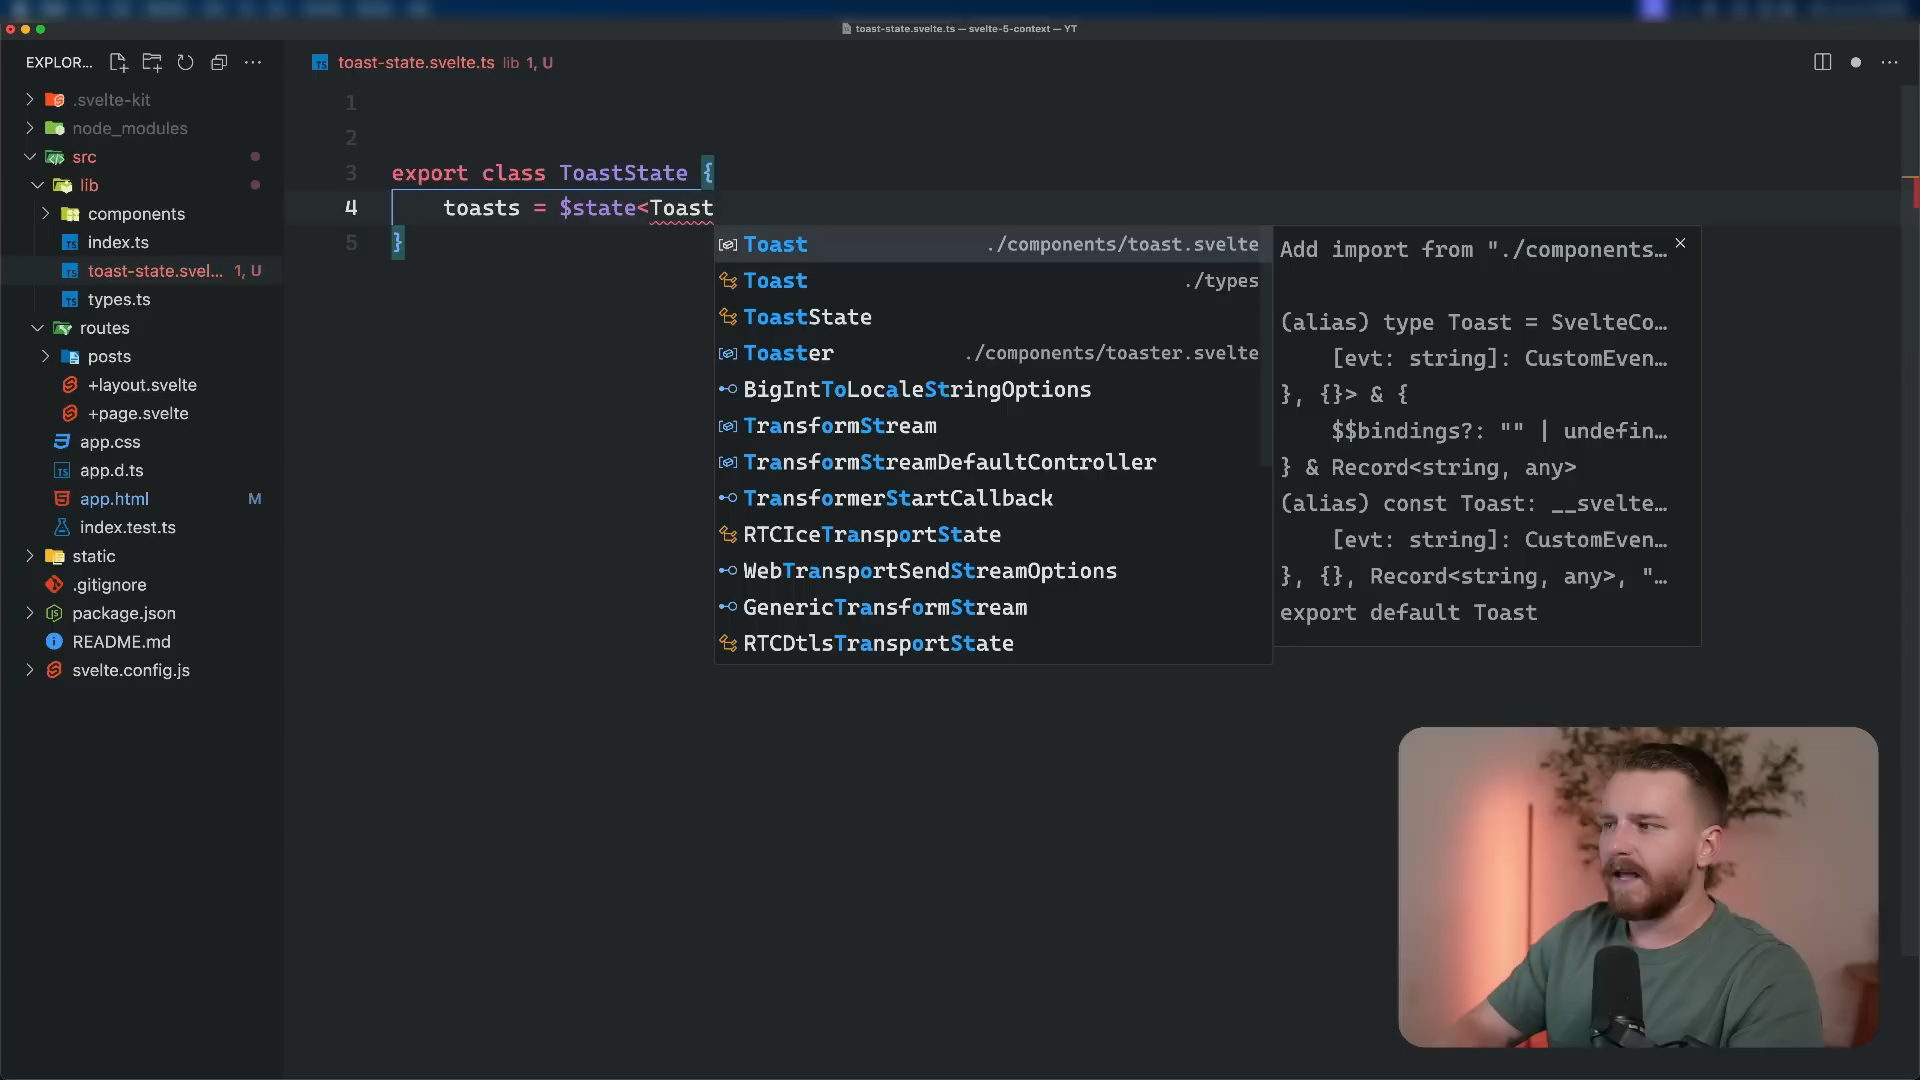 toast-state.svelte.ts — svelte-5-context — YT
EXPLOR...
.svelte-kit
node_modules
src
lib
components
index.ts
toast-state.svel... 1, U
types.ts
routes
posts
+layout.svelte
+page.svelte
app.css
app.d.ts
app.html M
index.test.ts
static
.gitignore
package.json
README.md
svelte.config.js
toast-state.svelte.ts lib 1, U
1
2
3 export class ToastState {
4 toasts = $state<Toast
5 }
Toast ./components/toast.svelte
Toast ./types
ToastState
Toaster ./components/toaster.svelte
BigIntToLocaleStringOptions
TransformStream
TransformStreamDefaultController
TransformerStartCallback
RTCIceTransportState
WebTransportSendStreamOptions
GenericTransformStream
RTCDtlsTransportState
Add import from "./components...
(alias) type Toast = SvelteCo...
[evt: string]: CustomEven...
}, {}> & {
$$bindings?: "" | undefin...
} & Record<string, any>
(alias) const Toast: __svelte...
[evt: string]: CustomEven...
}, {}, Record<string, any>, "...
export default Toast